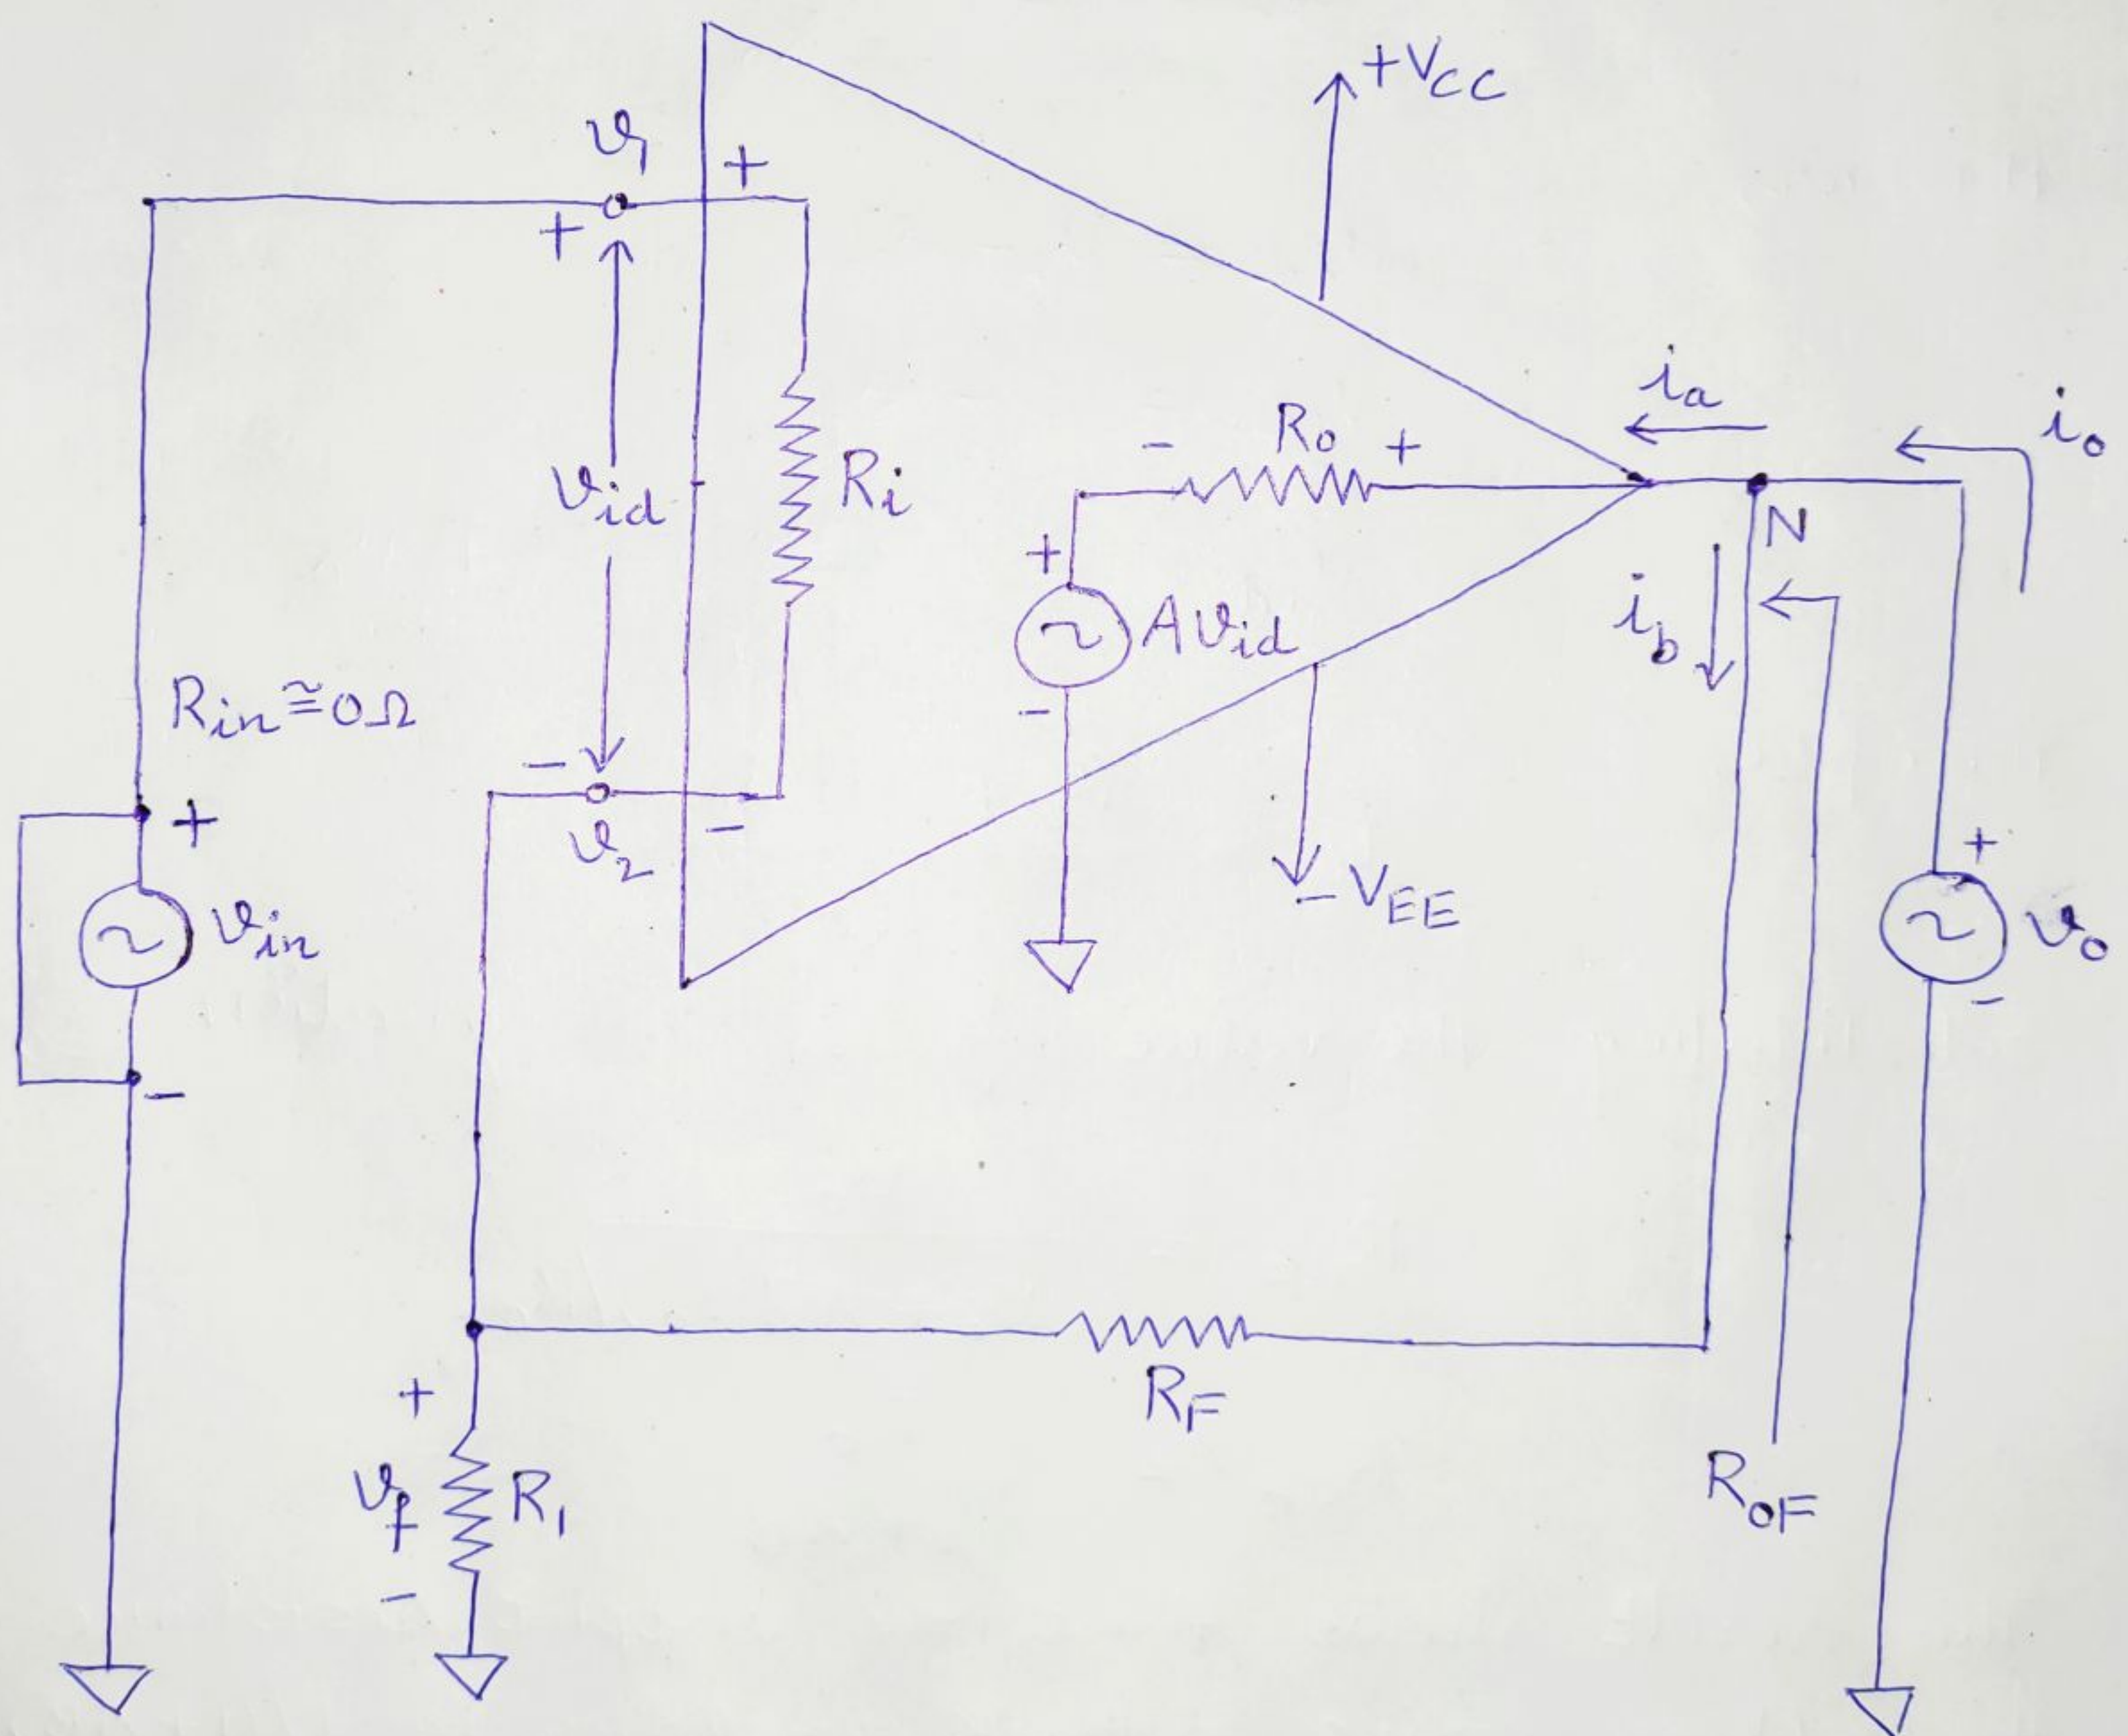 +VCC
v1
+
+
ia
io
Ro
-
+
vid
Ri
N
+
Avid
ib
Rin≅0Ω
-
-
-
v2
+
-VEE
+
vin
vo
-
-
RF
+
vf
R1
-
ROF